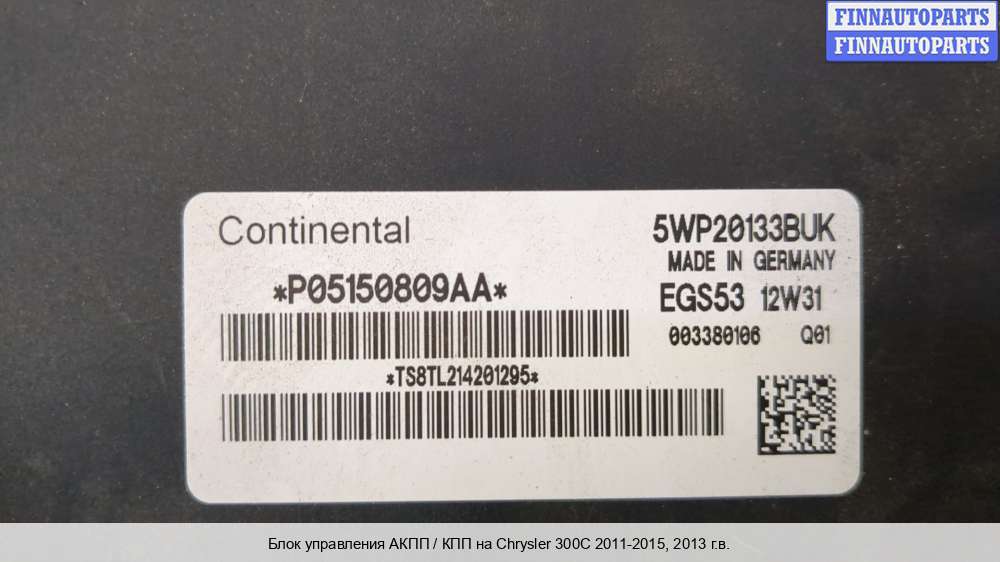 FINNAUTOPARTS
FINNAUTOPARTS
Continental
5WP20133BUK
MADE IN GERMANY
*P05150809AA*
EGS53 12W31
003380106 Q01
*TS8TL214201295*
Блок управления АКПП / КПП на Chrysler 300C 2011-2015, 2013 г.в.